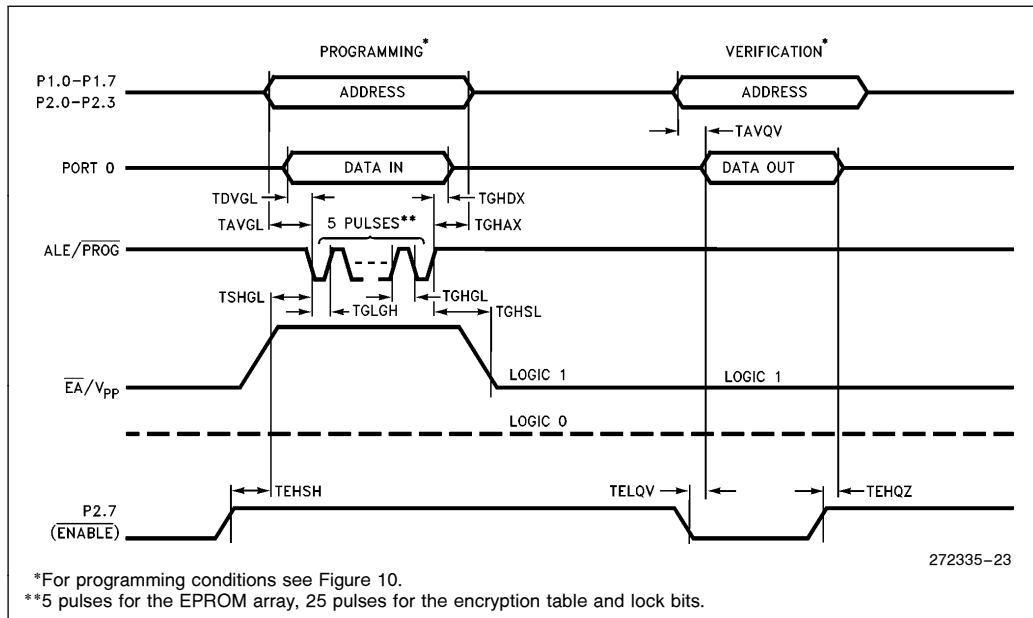 PROGRAMMING* VERIFICATION*
P1.0–P1.7
P2.0–P2.3
ADDRESS ADDRESS
TAVQV
PORT 0 DATA IN DATA OUT
TDVGL TGHDX
TAVGL 5 PULSES** TGHAX
ALE/PROG
TSHGL TGLGH TGHGL TGHSL
EA/VPP LOGIC 1 LOGIC 1
LOGIC 0
TEHSH TELQV TEHQZ
P2.7
(ENABLE)
272335–23
*For programming conditions see Figure 10.
**5 pulses for the EPROM array, 25 pulses for the encryption table and lock bits.